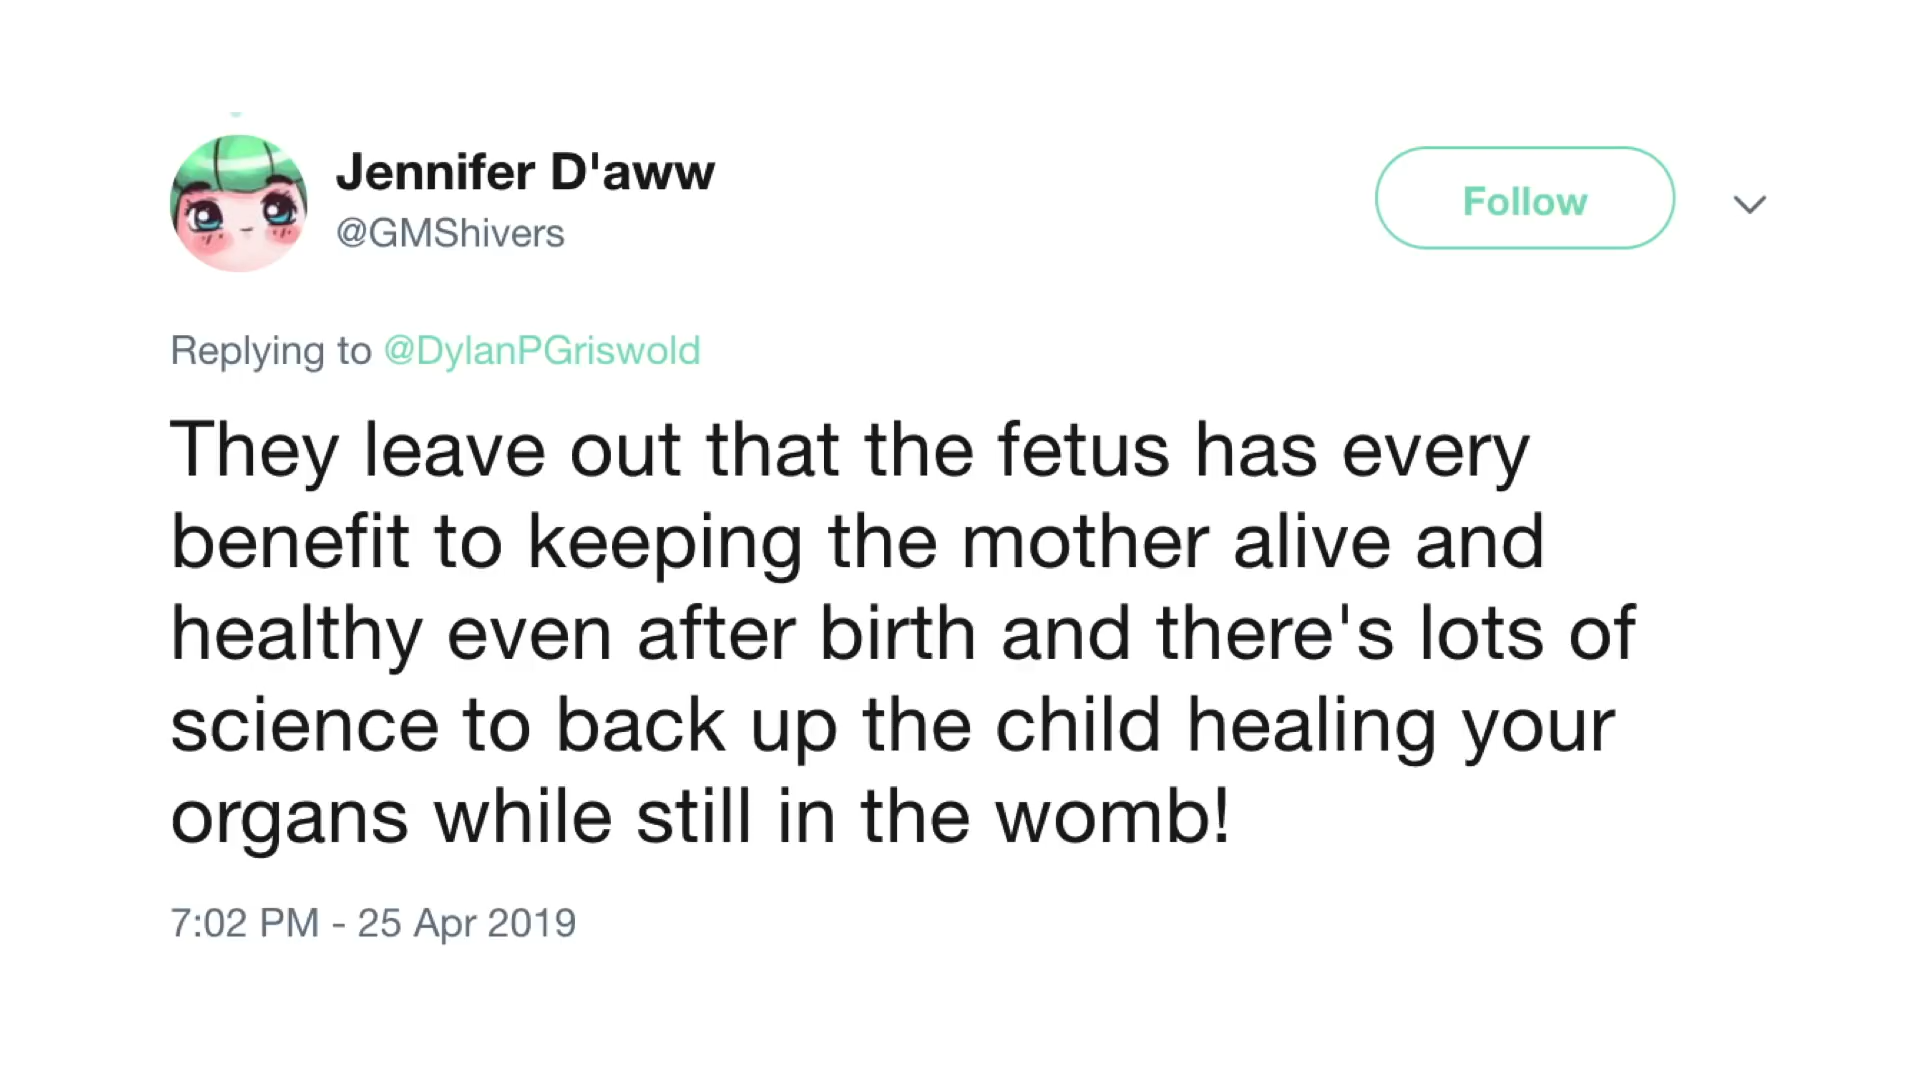 Jennifer D'aww
@GMShivers
Follow
Replying to @DylanPGriswold
They leave out that the fetus has every
benefit to keeping the mother alive and
healthy even after birth and there's lots of
science to back up the child healing your
organs while still in the womb!
7:02 PM - 25 Apr 2019